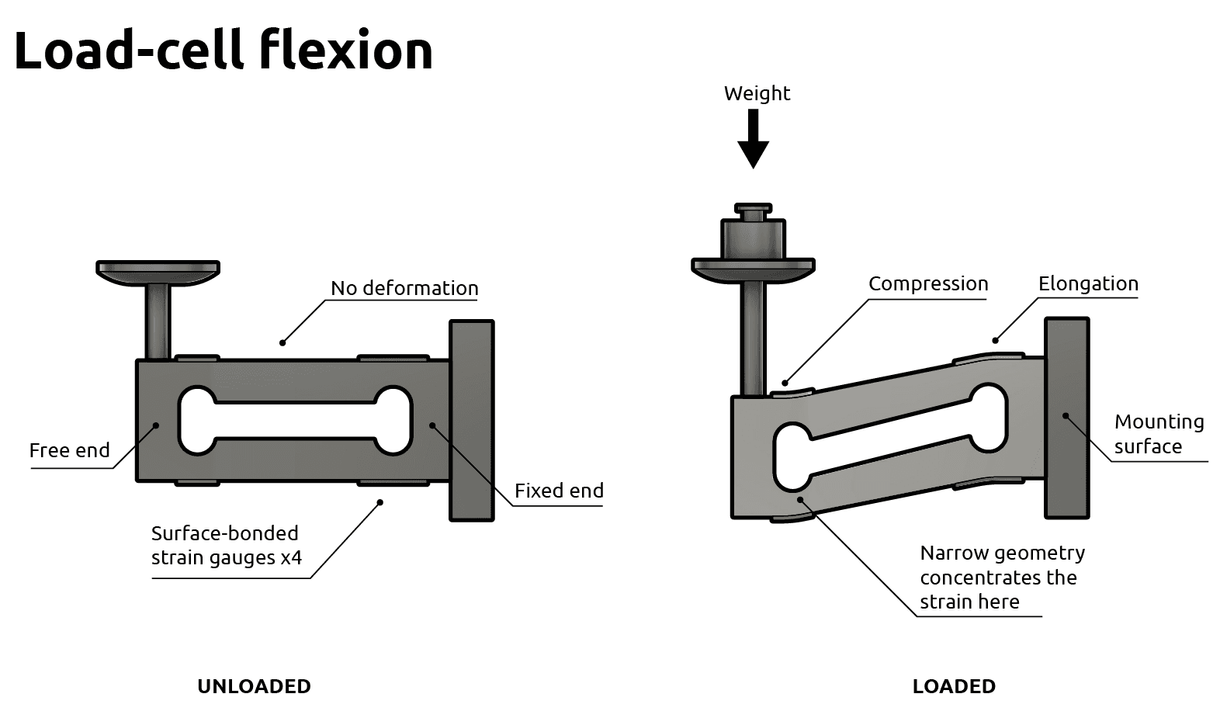 Load-cell flexion
Weight
No deformation
Compression
Elongation
Free end
Fixed end
Mounting
surface
Surface-bonded
strain gauges x4
Narrow geometry
concentrates the
strain here
UNLOADED
LOADED